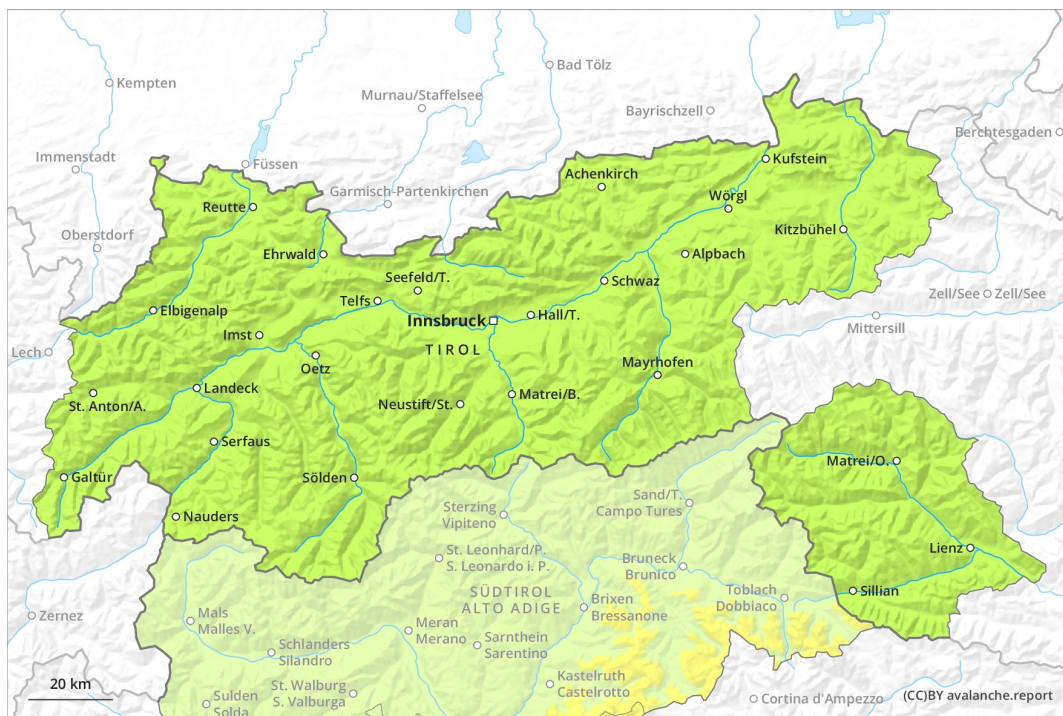 Kempten
Bad Tölz
Murnau/Staffelsee
Bayrischzell
Berchtesgaden
Immenstadt
Füssen
Kufstein
Garmisch-Partenkirchen
Achenkirch
Reutte
Wörgl
Oberstdorf
Kitzbühel
Ehrwald
Alpbach
Seefeld/T.
Schwaz
Telfs
Zell/See
Zell/See
Elbigenalp
Innsbruck
Hall/T.
Mittersill
Imst
TIROL
Lech
Oetz
Mayrhofen
Landeck
St. Anton/A.
Neustift/St.
Matrei/B.
Serfaus
Matrei/O.
Galtür
Sölden
Sand/T.
Campo Tures
Sterzing
Vipiteno
Nauders
Lienz
St. Leonhard/P.
S. Leonardo i. P.
Bruneck
Brunico
SÜDTIROL
ALTO ADIGE
Sillian
Toblach
Dobbiaco
Brixen
Bressanone
Zernez
Mals
Malles V.
Meran
Merano
Sarnthein
Sarentino
Schlanders
Silandro
Kastelruth
Castelrotto
20 km
St. Walburg
S. Valburga
Sulden
Solda
Cortina d'Ampezzo
(CC)BY avalanche.report